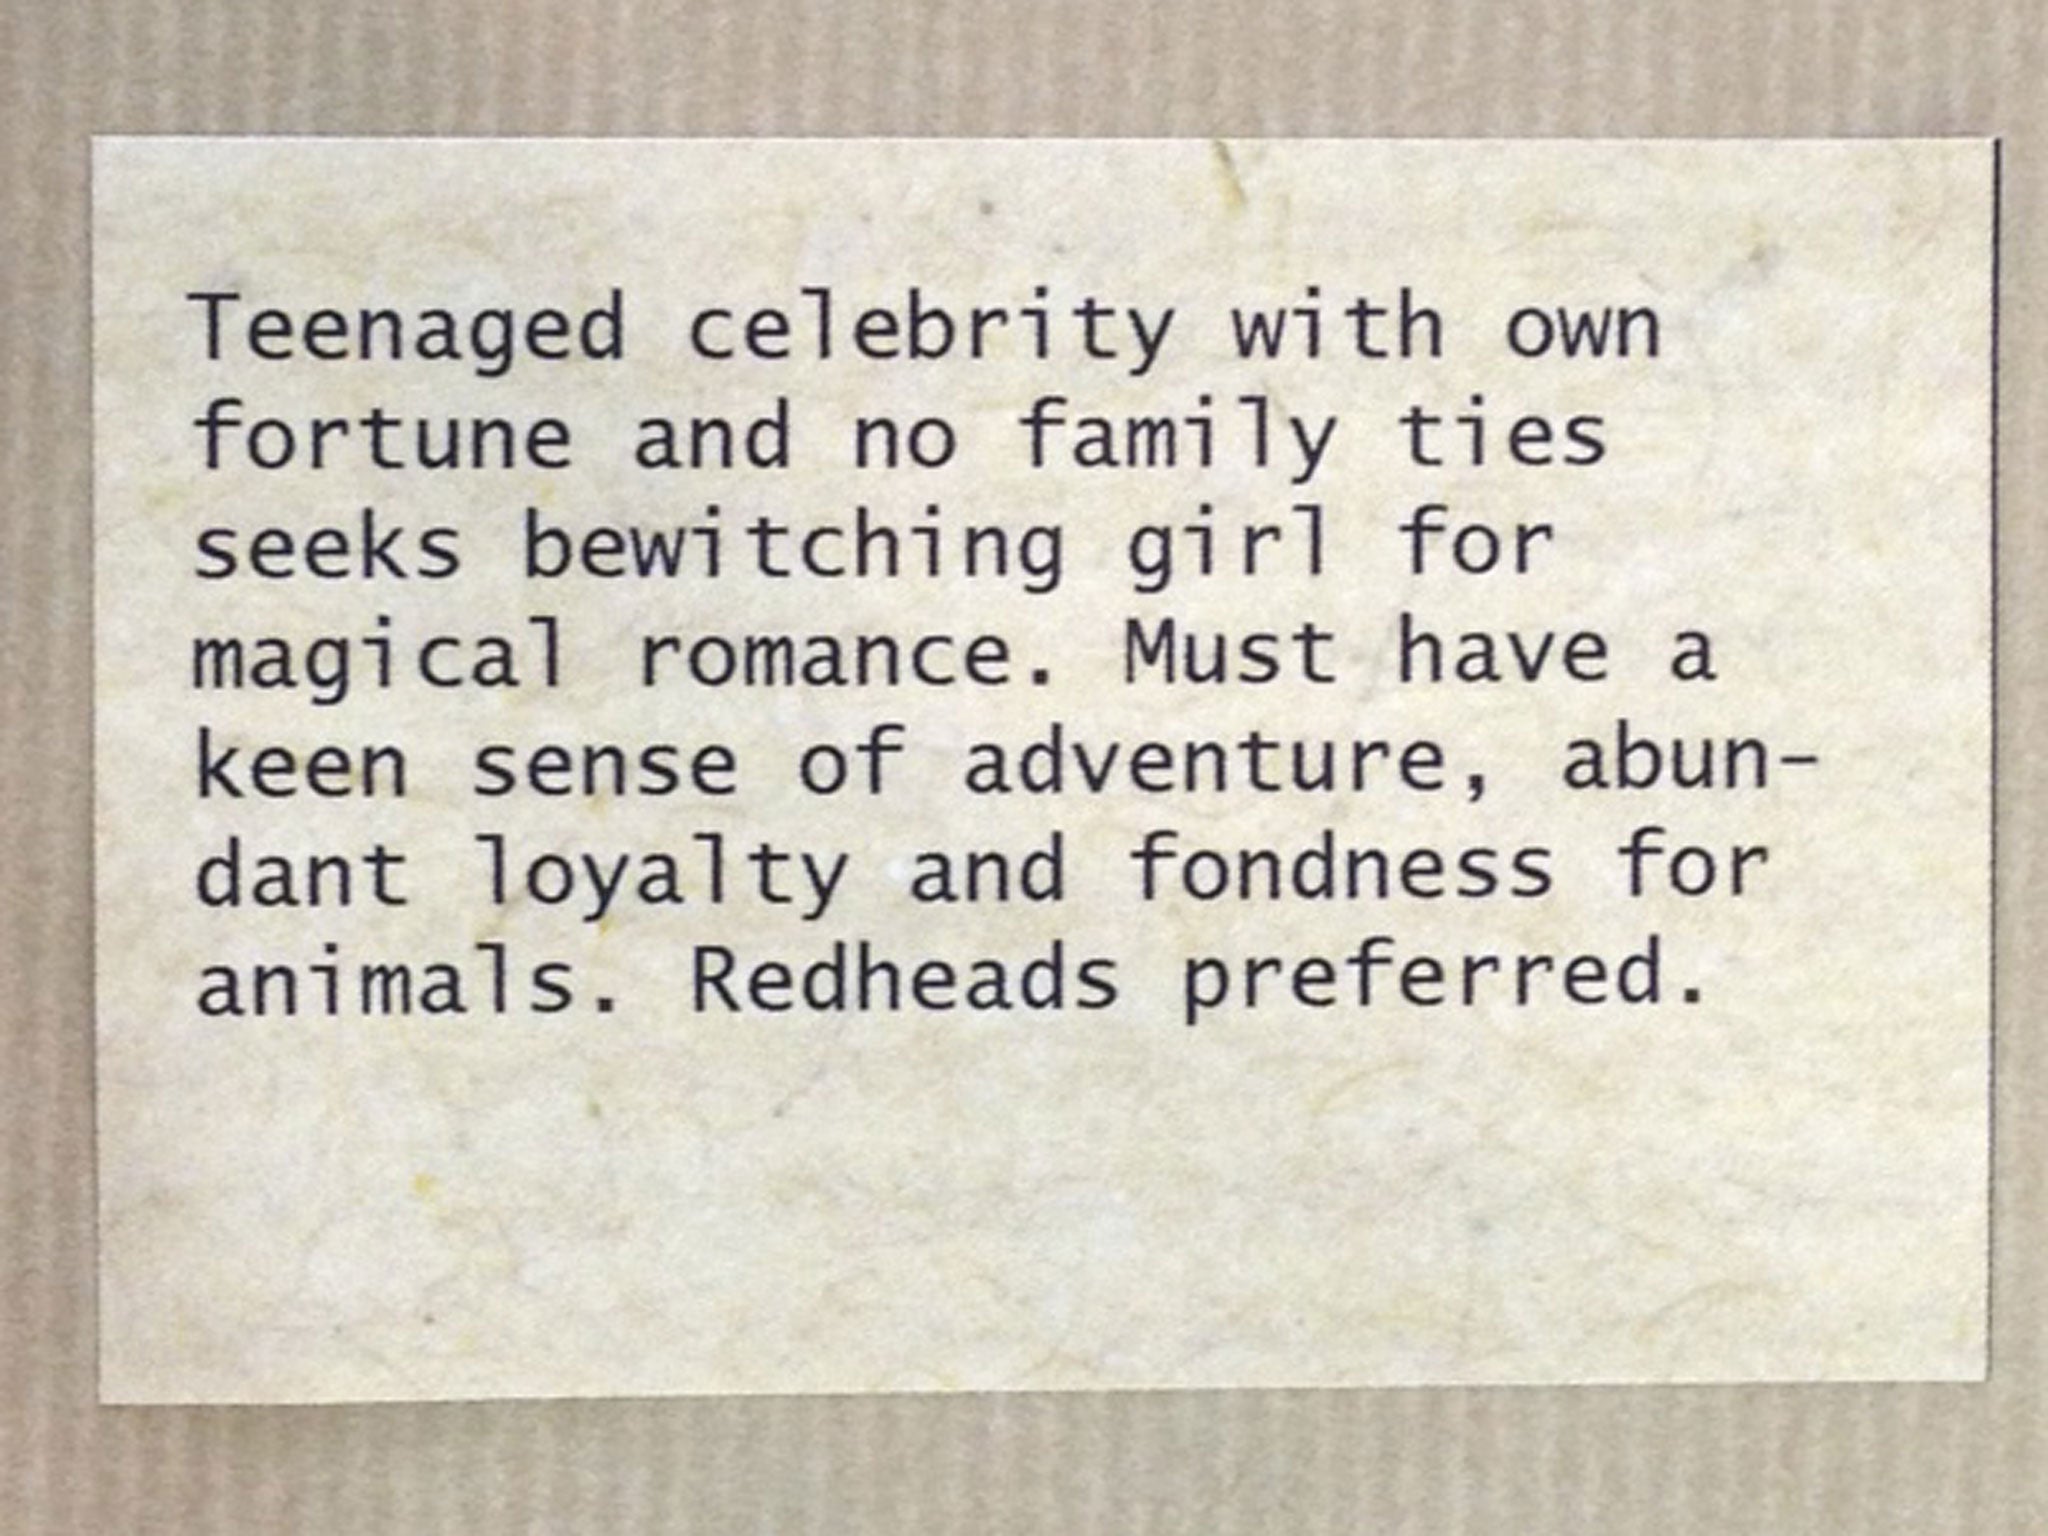 Teenaged celebrity with own
fortune and no family ties
seeks bewitching girl for
magical romance. Must have a
keen sense of adventure, abun-
dant loyalty and fondness for
animals. Redheads preferred.